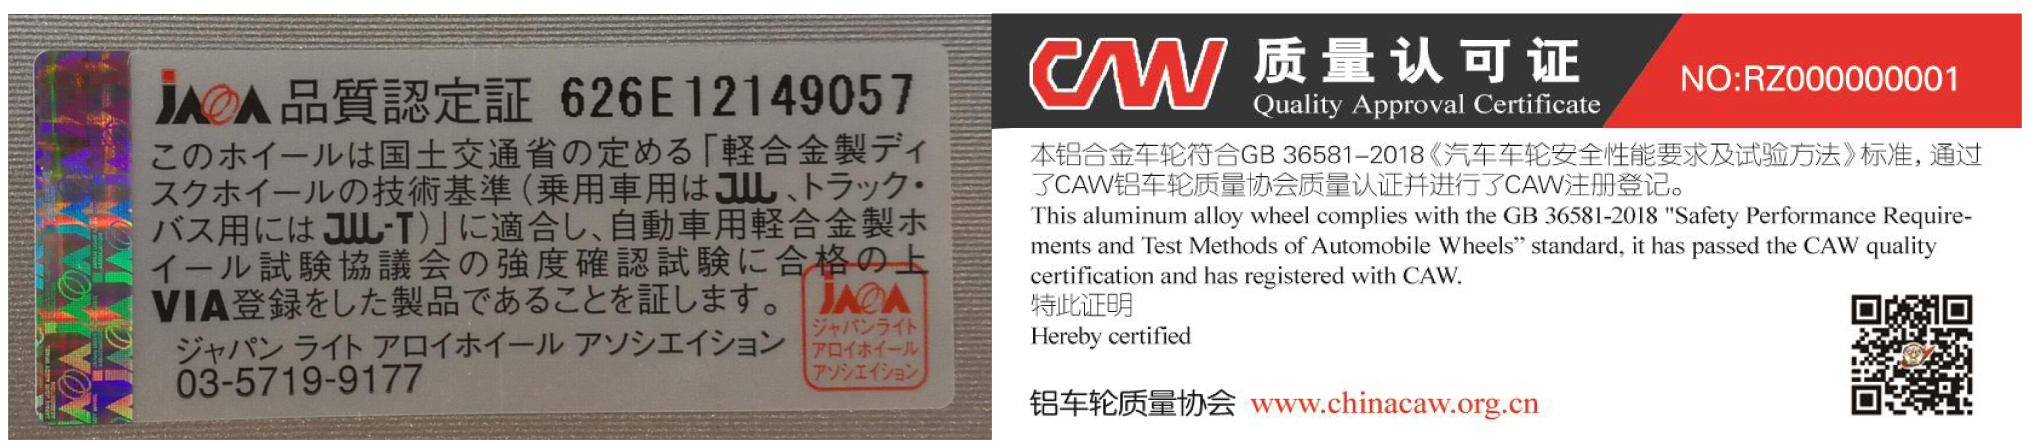 JAWA 品質認定証 626E12149057
このホイールは国土交通省の定める「軽合金製ディ
スクホイールの技術基準(乗用車用はJWL、トラック・
バス用にはJWL-T)」に適合し、自動車用軽合金製ホ
イール試験協議会の強度確認試験に合格の上
VIA登録をした製品であることを証します。
ジャパン ライト アロイホイール アソシエイション
03-5719-9177
JAWA
ジャパンライト
アロイホイール
アソシエイション
CAW 质量认可证
Quality Approval Certificate
NO:RZ000000001
本铝合金车轮符合GB 36581-2018《汽车车轮安全性能要求及试验方法》标准，通过
了CAW铝车轮质量协会质量认证并进行了CAW注册登记。
This aluminum alloy wheel complies with the GB 36581-2018 "Safety Performance Require-
ments and Test Methods of Automobile Wheels” standard, it has passed the CAW quality
certification and has registered with CAW.
特此证明
Hereby certified
铝车轮质量协会 www.chinacaw.org.cn